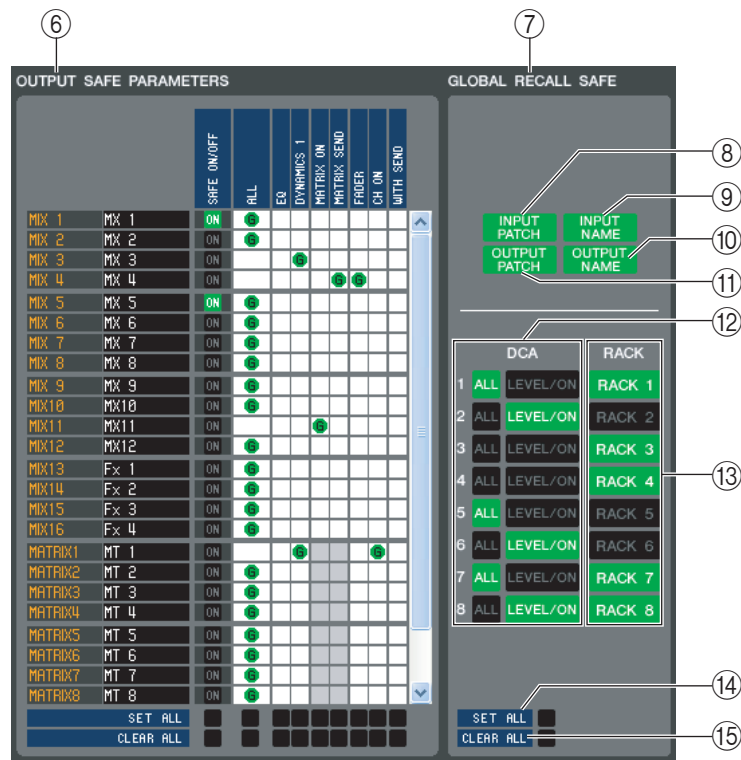 ⑥ ⑦
OUTPUT SAFE PARAMETERS
SAFE ON/OFF ALL EQ DYNAMICS 1 MATRIX ON MATRIX SEND FADER CH ON WITH SEND
MIX 1 MX 1 ON G
MIX 2 MX 2 ON G
MIX 3 MX 3 ON G
MIX 4 MX 4 ON G G
MIX 5 MX 5 ON G
MIX 6 MX 6 ON G
MIX 7 MX 7 ON G
MIX 8 MX 8 ON G
MIX 9 MX 9 ON G
MIX10 MX10 ON G
MIX11 MX11 ON G
MIX12 MX12 ON G
MIX13 Fx 1 ON G
MIX14 Fx 2 ON G
MIX15 Fx 3 ON G
MIX16 Fx 4 ON G
MATRIX1 MT 1 ON G G
MATRIX2 MT 2 ON G
MATRIX3 MT 3 ON G
MATRIX4 MT 4 ON G
MATRIX5 MT 5 ON G
MATRIX6 MT 6 ON G
MATRIX7 MT 7 ON G
MATRIX8 MT 8 ON G
SET ALL
CLEAR ALL
GLOBAL RECALL SAFE
INPUT PATCH ⑧
INPUT NAME ⑨
OUTPUT NAME ⑩
OUTPUT PATCH ⑪
⑫
DCA RACK
1 ALL LEVEL/ON RACK 1
2 ALL LEVEL/ON RACK 2
3 ALL LEVEL/ON RACK 3
4 ALL LEVEL/ON RACK 4
⑬
5 ALL LEVEL/ON RACK 5
6 ALL LEVEL/ON RACK 6
7 ALL LEVEL/ON RACK 7
8 ALL LEVEL/ON RACK 8
SET ALL ⑭
CLEAR ALL ⑮